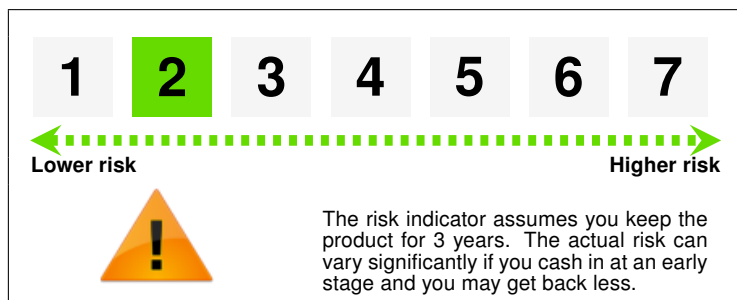 1 2 3 4 5 6 7
Lower risk Higher risk
!
The risk indicator assumes you keep the
product for 3 years. The actual risk can
vary significantly if you cash in at an early
stage and you may get back less.